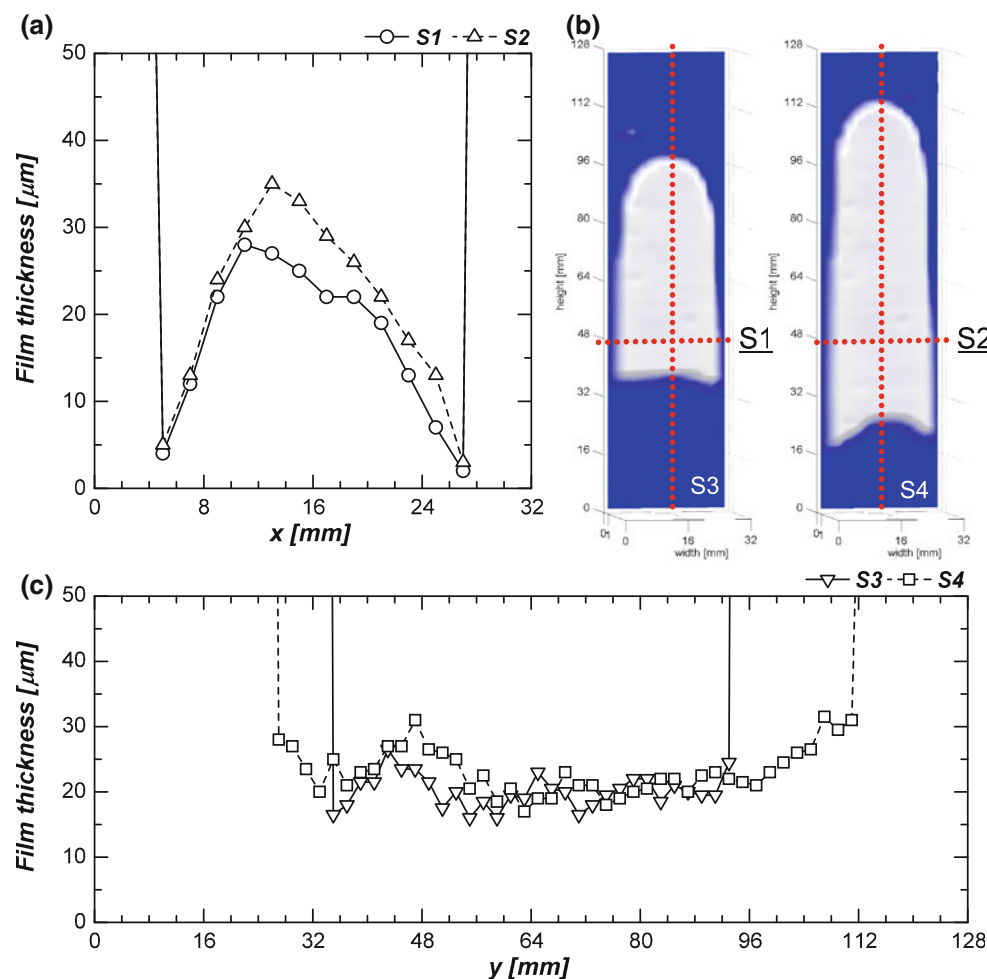 (a)
S1 S2
50
40
30
20
10
0
Film thickness [μm]
0 8 16 24 32
x [mm]
(b)
128
112
96
80
64
48
32
16
0
height [mm]
0 16 32
width [mm]
S1
S3
128
112
96
80
64
48
32
16
0
height [mm]
0 16 32
width [mm]
S2
S4
(c)
S3 S4
50
40
30
20
10
0
Film thickness [μm]
0 16 32 48 64 80 96 112 128
y [mm]